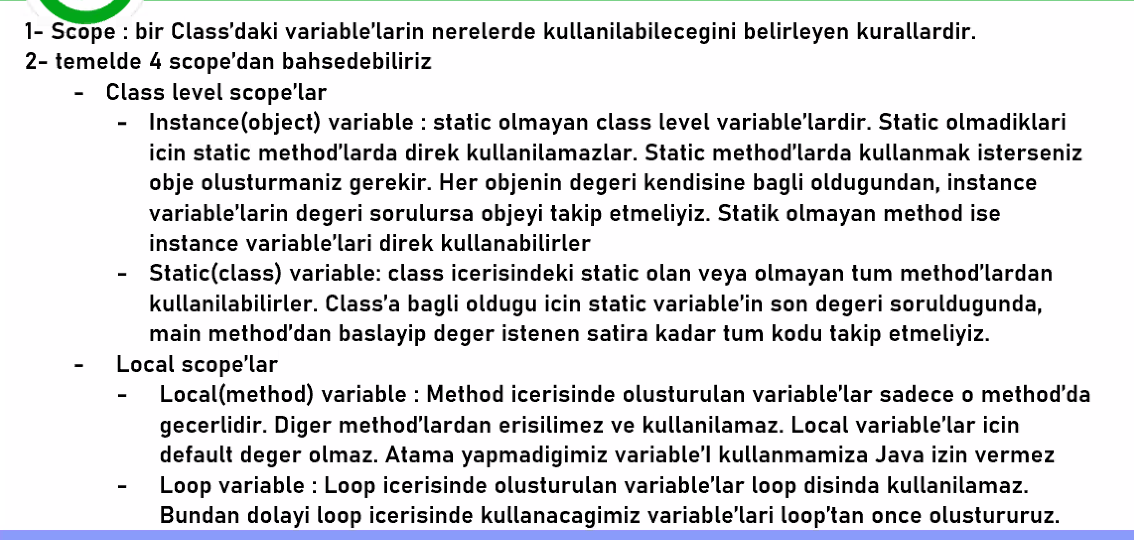 1- Scope : bir Class'daki variable'larin nerelerde kullanilabilecegini belirleyen kurallardir.
2- temelde 4 scope'dan bahsedebiliriz
- Class level scope'lar
- Instance(object) variable : static olmayan class level variable'lardir. Static olmadiklari
icin static method'larda direk kullanilamazlar. Static method'larda kullanmak isterseniz
obje olusturmaniz gerekir. Her objenin degeri kendisine bagli oldugundan, instance
variable'larin degeri sorulursa objeyi takip etmeliyiz. Statik olmayan method ise
instance variable'lari direk kullanabilirler
- Static(class) variable: class icerisindeki static olan veya olmayan tum method'lardan
kullanilabilirler. Class'a bagli oldugu icin static variable'in son degeri soruldugunda,
main method'dan baslayip deger istenen satira kadar tum kodu takip etmeliyiz.
- Local scope'lar
- Local(method) variable : Method icerisinde olusturulan variable'lar sadece o method'da
gecerlidir. Diger method'lardan erisilimez ve kullanilamaz. Local variable'lar icin
default deger olmaz. Atama yapmadigimiz variable'I kullanmamiza Java izin vermez
- Loop variable : Loop icerisinde olusturulan variable'lar loop disinda kullanilamaz.
Bundan dolayi loop icerisinde kullanacagimiz variable'lari loop'tan once olustururuz.